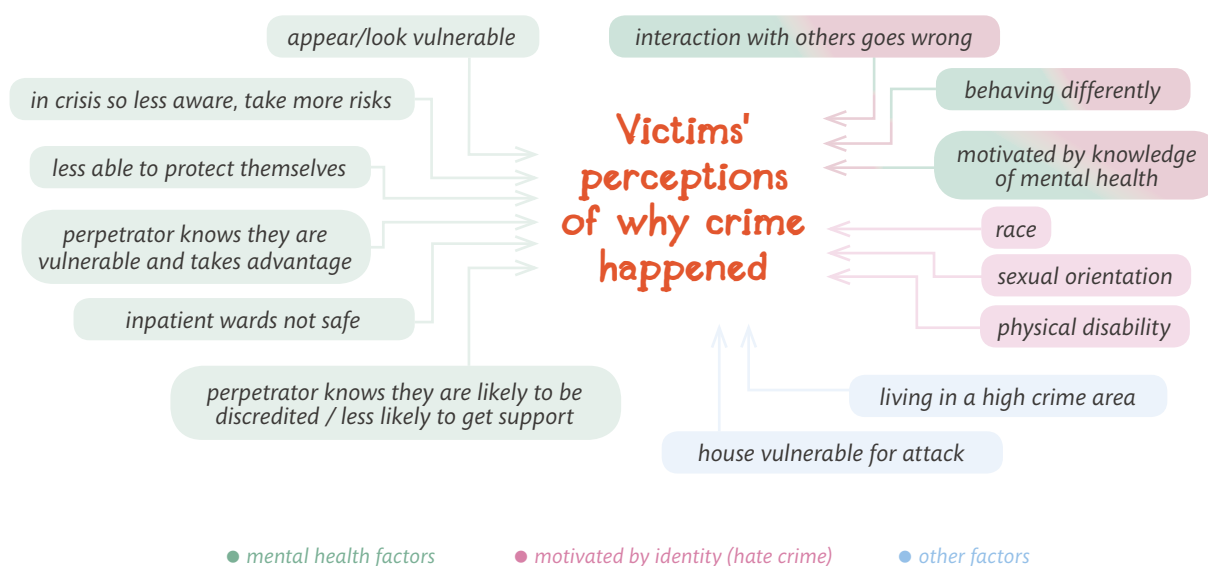 appear/look vulnerable
interaction with others goes wrong
in crisis so less aware, take more risks
behaving differently
less able to protect themselves
motivated by knowledge
of mental health
Victims'
perceptions
of why crime
happened
perpetrator knows they are
vulnerable and takes advantage
race
sexual orientation
inpatient wards not safe
physical disability
perpetrator knows they are likely to be
discredited / less likely to get support
living in a high crime area
house vulnerable for attack
mental health factors
motivated by identity (hate crime)
other factors